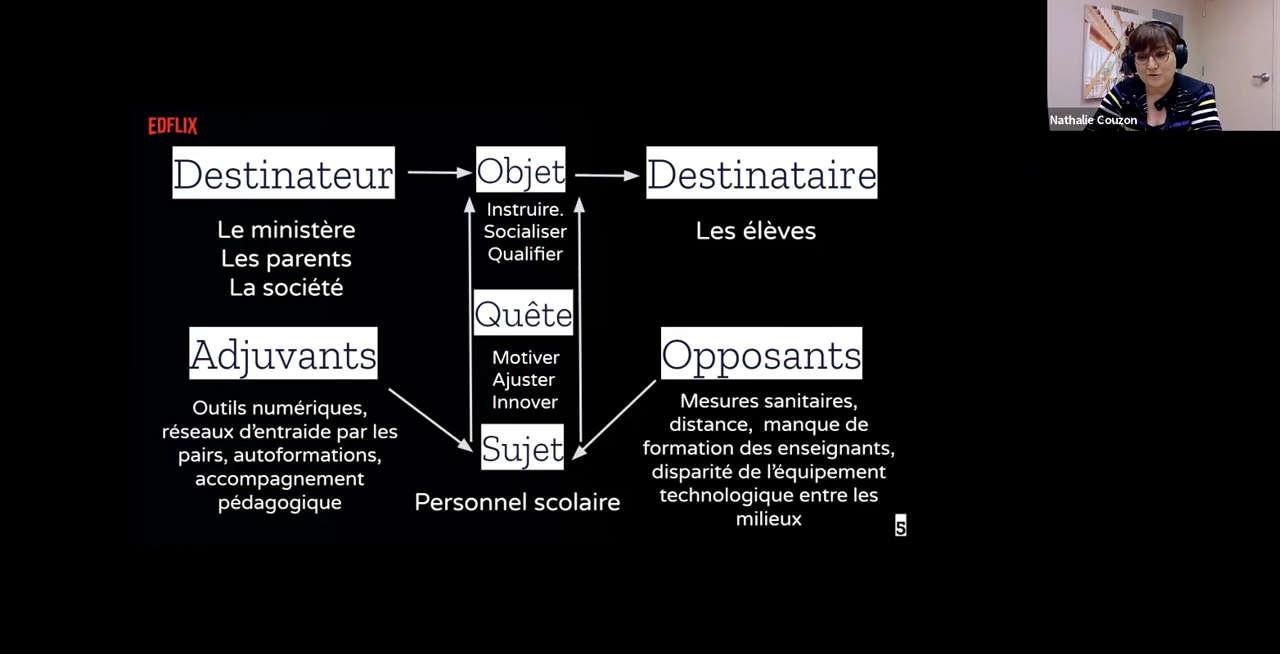 Nathalie Couzon
EDFLIX
Destinateur
Objet
Destinataire
Le ministère
Les parents
La société
Instruire.
Socialiser
Qualifier
Les élèves
Quête
Motiver
Ajuster
Innover
Adjuvants
Outils numériques,
réseaux d'entraide par les
pairs, autoformations,
accompagnement
pédagogique
Sujet
Personnel scolaire
Opposants
Mesures sanitaires,
distance, manque de
formation des enseignants,
disparité de l'équipement
technologique entre les
milieux
5